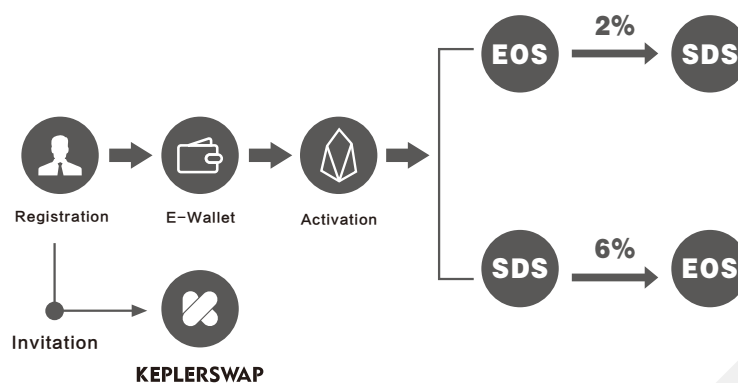 2%
EOS
SDS
Registration
E-Wallet
Activation
6%
SDS
EOS
Invitation
KEPLERSWAP